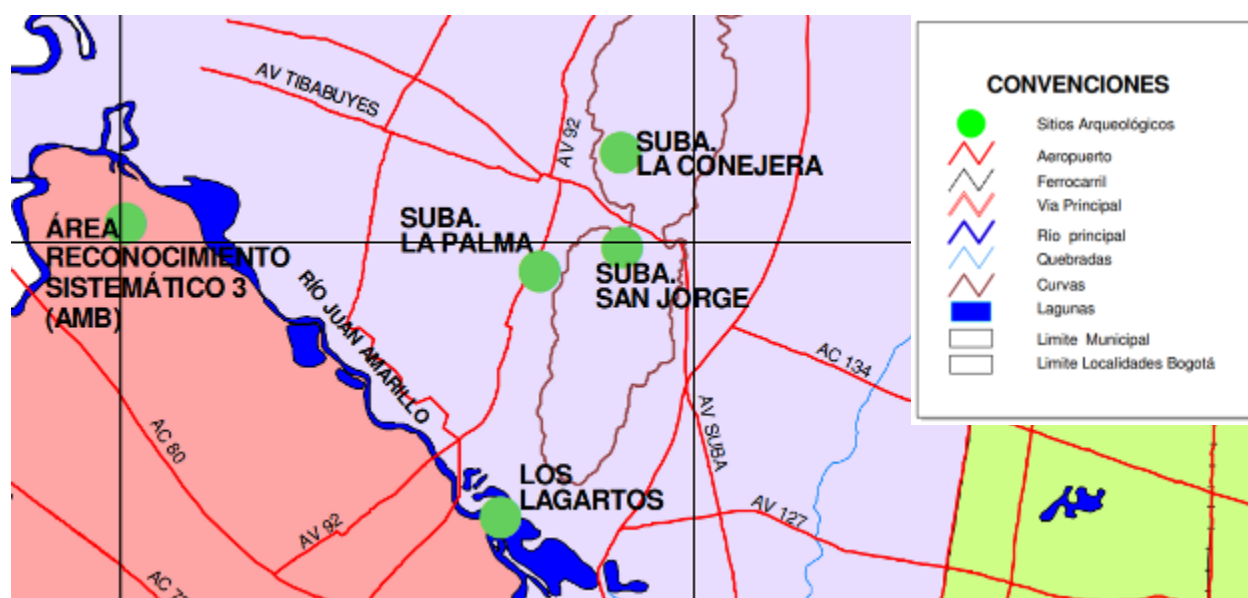 AV TIBABUYES
AV 92
SUBA.
LA CONEJERA
SUBA.
LA PALMA
SUBA.
SAN JORGE
ÁREA
RECONOCIMIENTO
SISTEMÁTICO 3
(AMB)
RÍO JUAN AMARILLO
AC 134
AV SUBA
AC 80
LOS
LAGARTOS
AV 92
AV 127
CONVENCIONES
Sitios Arqueológicos
Aeropuerto
Ferrocarril
Via Principal
Rio principal
Quebradas
Curvas
Lagunas
Limite Municipal
Limite Localidades Bogotá